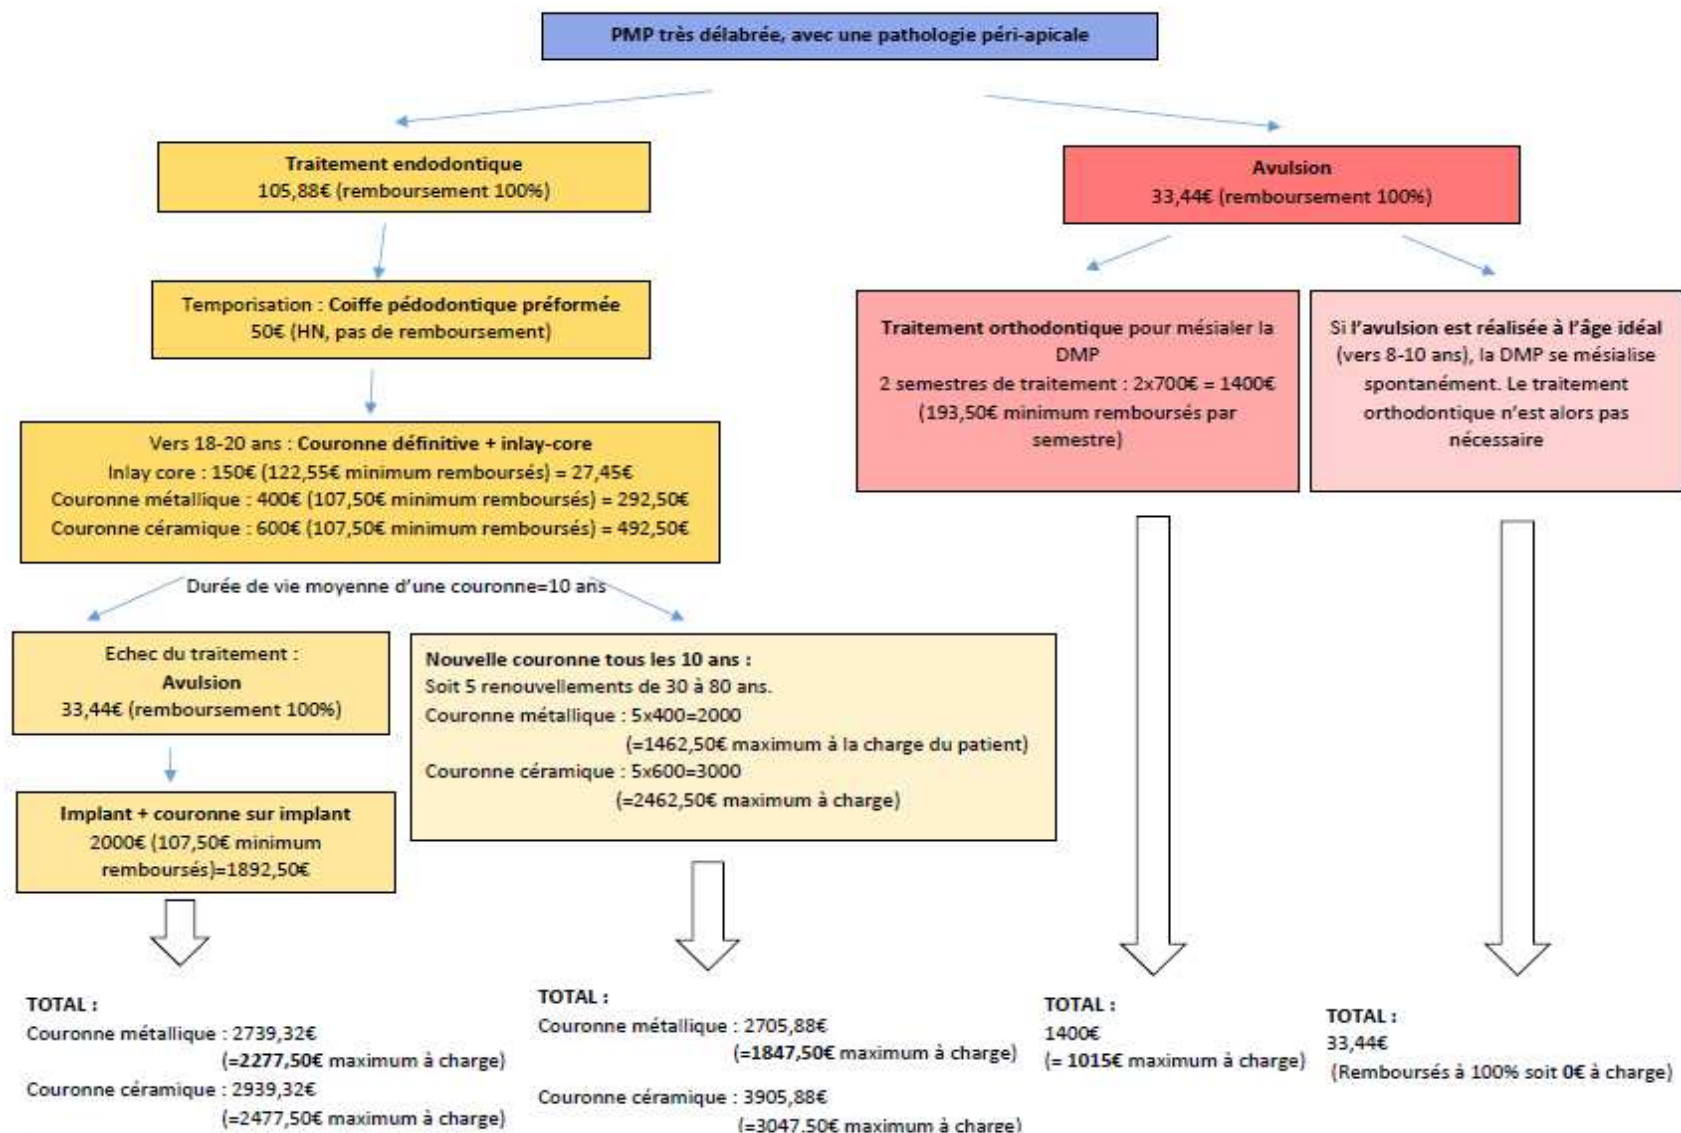 PMP très délabrée, avec une pathologie péri-apicale
Traitement endodontique
105,88€ (remboursement 100%)
Avulsion
33,44€ (remboursement 100%)
Temporisation : Coiffe pédodontique préformée
50€ (HN, pas de remboursement)
Traitement orthodontique pour mésialer la
DMP
2 semestres de traitement : 2x700€ = 1400€
(193,50€ minimum remboursés par
semestre)
Si l'avulsion est réalisée à l'âge idéal
(vers 8-10 ans), la DMP se mésialise
spontanément. Le traitement
orthodontique n'est alors pas
nécessaire
Vers 18-20 ans : Couronne définitive + inlay-core
Inlay core : 150€ (122,55€ minimum remboursés) = 27,45€
Couronne métallique : 400€ (107,50€ minimum remboursés) = 292,50€
Couronne céramique : 600€ (107,50€ minimum remboursés) = 492,50€
Durée de vie moyenne d'une couronne=10 ans
Echec du traitement :
Avulsion
33,44€ (remboursement 100%)
Nouvelle couronne tous les 10 ans :
Soit 5 renouvellements de 30 à 80 ans.
Couronne métallique : 5x400=2000
(=1462,50€ maximum à la charge du patient)
Couronne céramique : 5x600=3000
(=2462,50€ maximum à charge)
Implant + couronne sur implant
2000€ (107,50€ minimum
remboursés)=1892,50€
TOTAL :
Couronne métallique : 2739,32€
(=2277,50€ maximum à charge)
Couronne céramique : 2939,32€
(=2477,50€ maximum à charge)
TOTAL :
Couronne métallique : 2705,88€
(=1847,50€ maximum à charge)
Couronne céramique : 3905,88€
(=3047,50€ maximum à charge)
TOTAL :
1400€
(= 1015€ maximum à charge)
TOTAL :
33,44€
(Remboursés à 100% soit 0€ à charge)